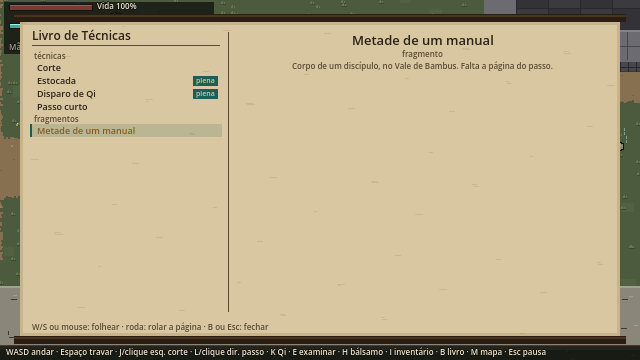 Vida 100%
Livro de Técnicas
técnicas
Corte
Estocada plena
Disparo de Qi plena
Passo curto
fragmentos
Metade de um manual
Metade de um manual
fragmento
Corpo de um discípulo, no Vale de Bambus. Falta a página do passo.
W/S ou mouse: folhear · roda: rolar a página · B ou Esc: fechar
WASD andar · Espaço travar · J/clique esq. corte · L/clique dir. passo · K Qi · E examinar · H bálsamo · I inventário · B livro · M mapa · Esc pausa